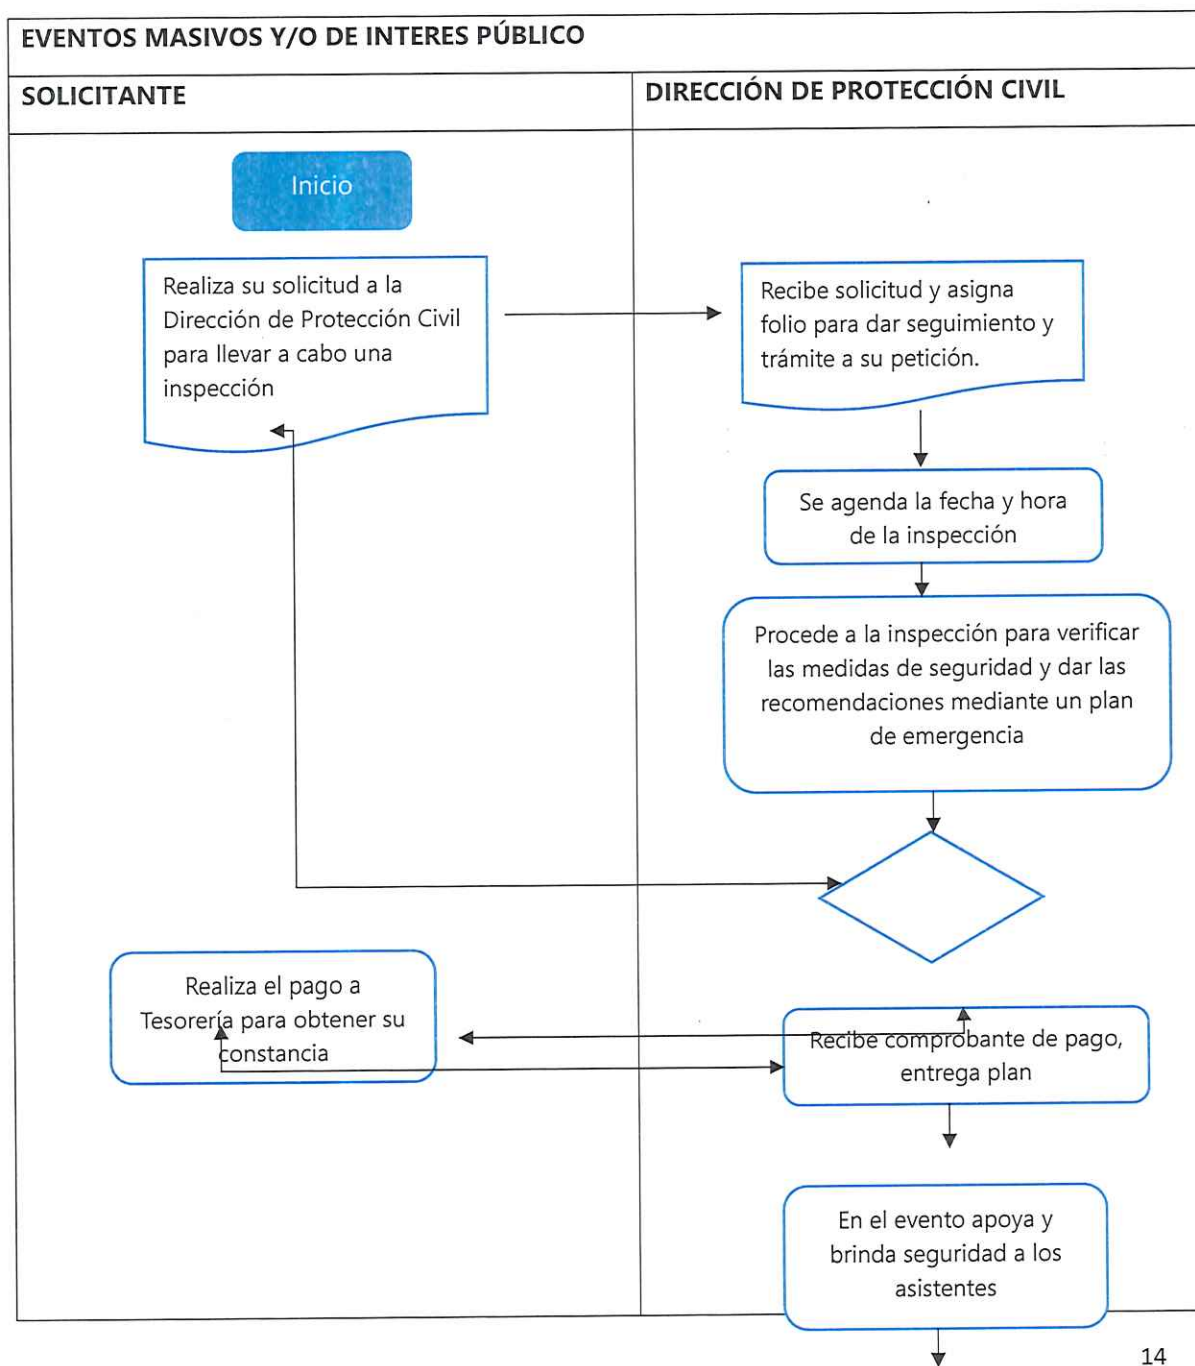 EVENTOS MASIVOS Y/O DE INTERES PÚBLICO
SOLICITANTE
DIRECCIÓN DE PROTECCIÓN CIVIL
Inicio
Realiza su solicitud a la
Dirección de Protección Civil
para llevar a cabo una
inspección
Recibe solicitud y asigna
folio para dar seguimiento y
trámite a su petición.
Se agenda la fecha y hora
de la inspección
Procede a la inspección para verificar
las medidas de seguridad y dar las
recomendaciones mediante un plan
de emergencia
Realiza el pago a
Tesorería para obtener su
constancia
Recibe comprobante de pago,
entrega plan
En el evento apoya y
brinda seguridad a los
asistentes
14